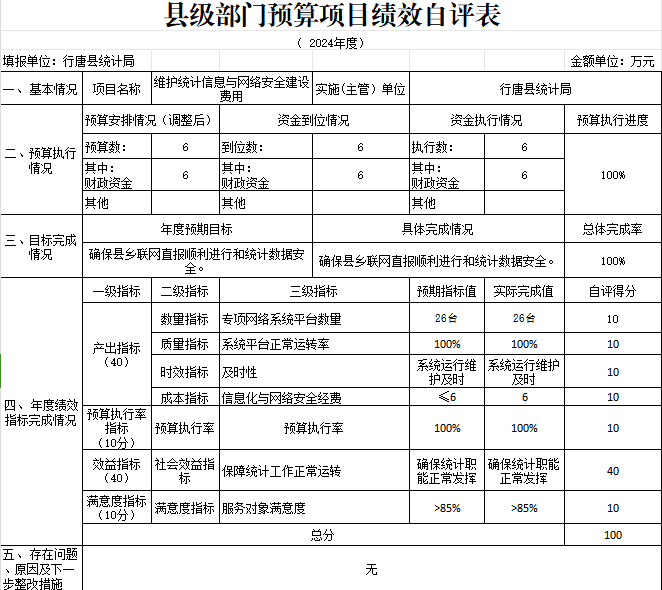 县级部门预算项目绩效自评表
（ 2024年度）
填报单位：行唐县统计局 金额单位：万元
一、基本情况 项目名称 维护统计信息与网络安全建设费用 实施(主管）单位 行唐县统计局
二、预算执行情况 预算安排情况（调整后） 资金到位情况 资金执行情况 预算执行进度
预算数： 6 到位数： 6 执行数： 6 100%
其中：财政资金 6 其中：财政资金 6 其中：财政资金 6
其他 其他 其他
三、目标完成情况 年度预期目标 具体完成情况 总体完成率
确保县乡联网直报顺利进行和统计数据安全。 确保县乡联网直报顺利进行和统计数据安全。 100%
四、年度绩效指标完成情况 一级指标 二级指标 三级指标 预期指标值 实际完成值 自评得分
产出指标（40） 数量指标 专项网络系统平台数量 26台 26台 10
质量指标 系统平台正常运转率 100% 100% 10
时效指标 及时性 系统运行维护及时 系统运行维护及时 10
成本指标 信息化与网络安全经费 ≤6 6 10
预算执行率指标（10分） 预算执行率 预算执行率 100% 100% 10
效益指标（40） 社会效益指标 保障统计工作正常运转 确保统计职能正常发挥 确保统计职能正常发挥 40
满意度指标（10分） 满意度指标 服务对象满意度 >85% >85% 10
总分 100
五、存在问题、原因及下一步整改措施 无